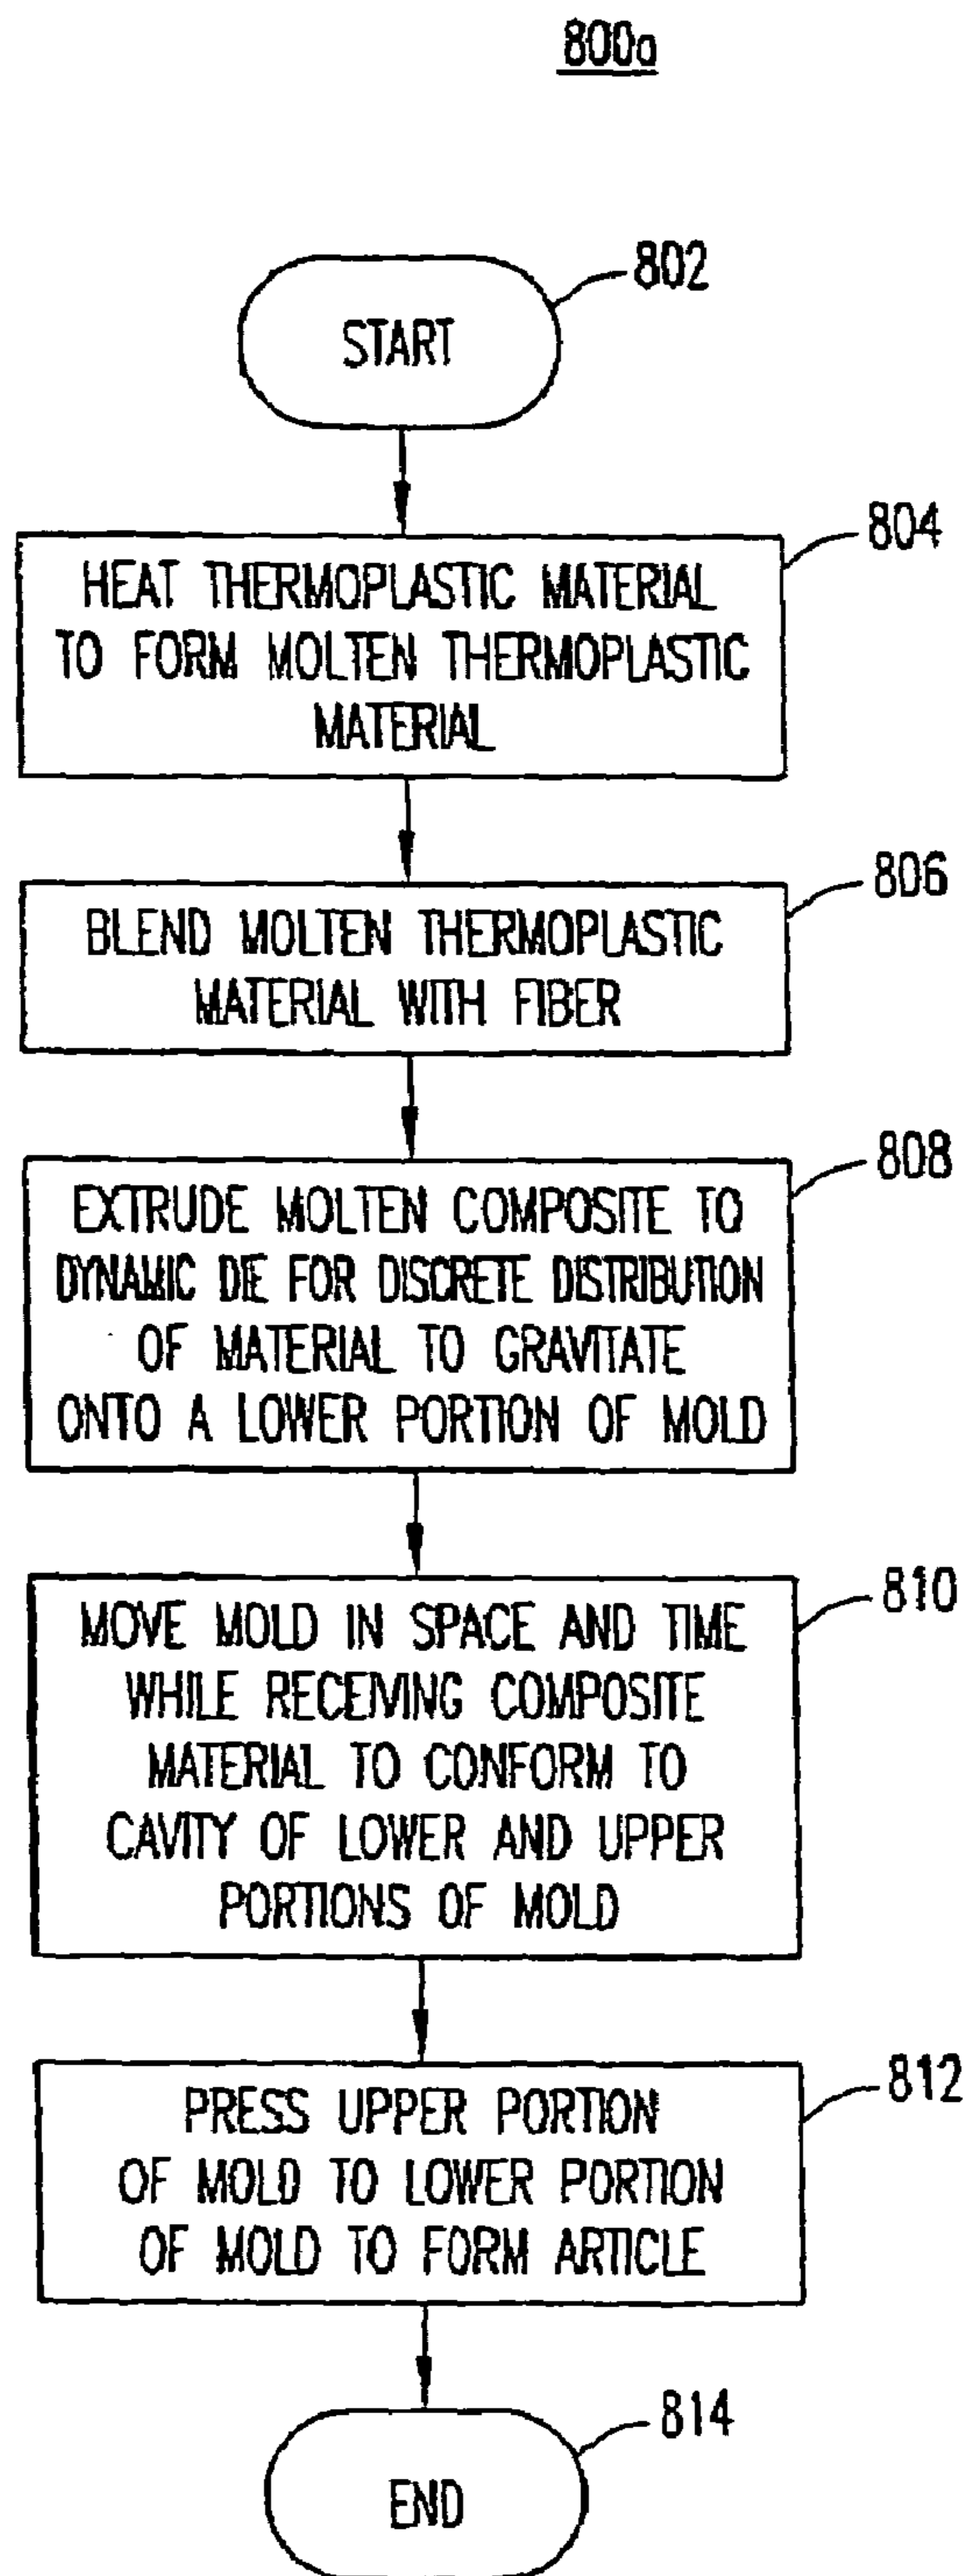 800a
802
START
804
HEAT THERMOPLASTIC MATERIAL
TO FORM MOLTEN THERMOPLASTIC
MATERIAL
806
BLEND MOLTEN THERMOPLASTIC
MATERIAL WITH FIBER
808
EXTRUDE MOLTEN COMPOSITE TO
DYNAMIC DIE FOR DISCRETE DISTRIBUTION
OF MATERIAL TO GRAVITATE
ONTO A LOWER PORTION OF MOLD
810
MOVE MOLD IN SPACE AND TIME
WHILE RECEIVING COMPOSITE
MATERIAL TO CONFORM TO
CAVITY OF LOWER AND UPPER
PORTIONS OF MOLD
812
PRESS UPPER PORTION
OF MOLD TO LOWER PORTION
OF MOLD TO FORM ARTICLE
814
END